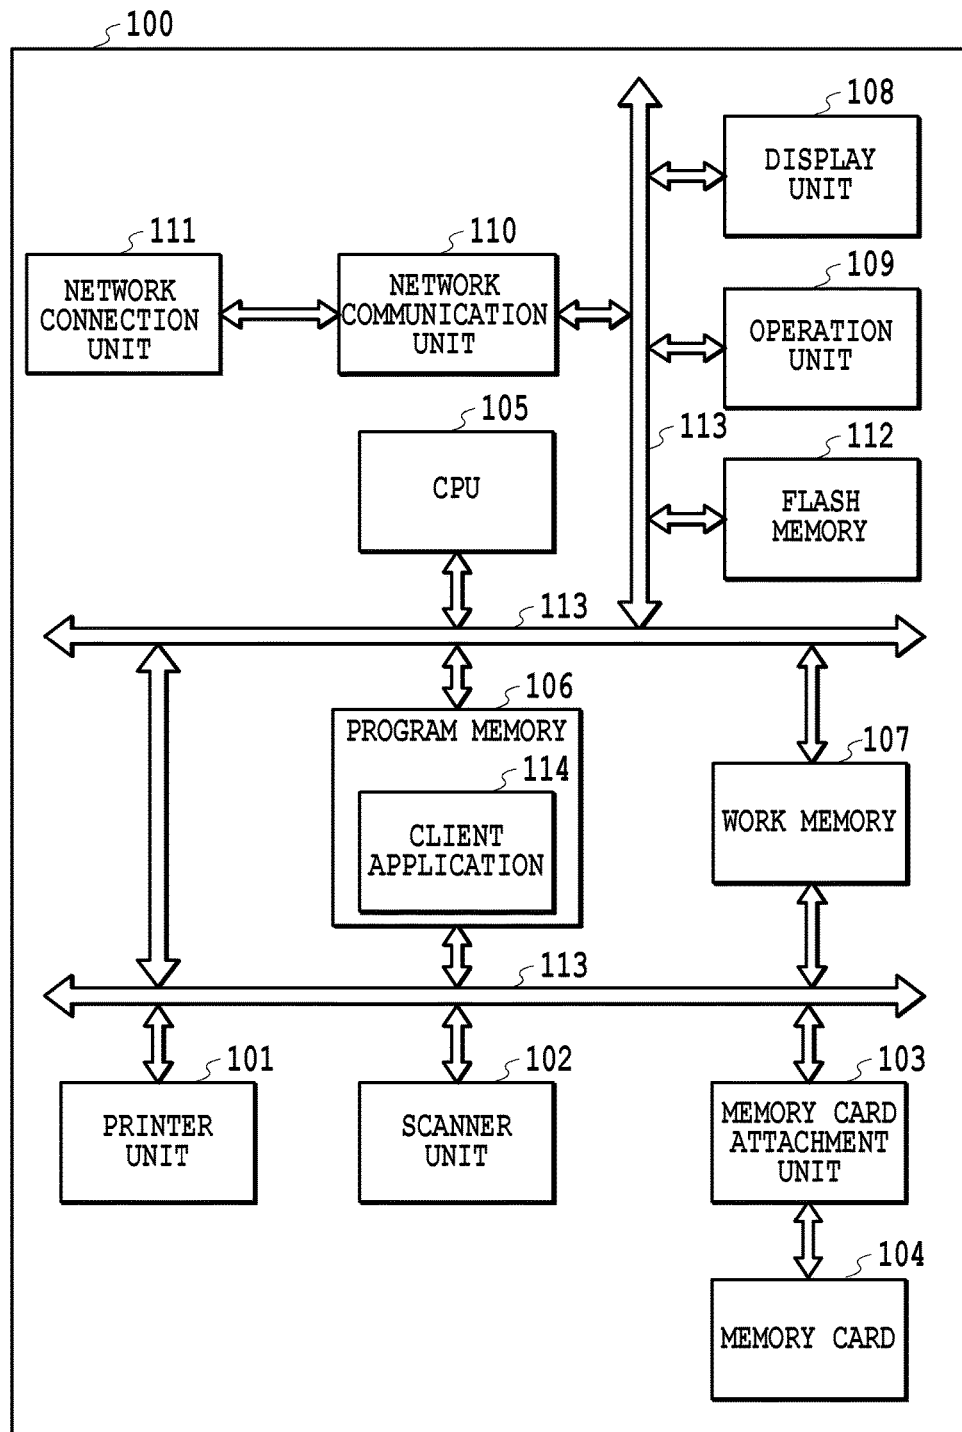 100
108
DISPLAY
UNIT
111
NETWORK
CONNECTION
UNIT
110
NETWORK
COMMUNICATION
UNIT
109
OPERATION
UNIT
105
CPU
113
112
FLASH
MEMORY
113
106
PROGRAM MEMORY
114
CLIENT
APPLICATION
107
WORK MEMORY
113
101
PRINTER
UNIT
102
SCANNER
UNIT
103
MEMORY CARD
ATTACHMENT
UNIT
104
MEMORY CARD